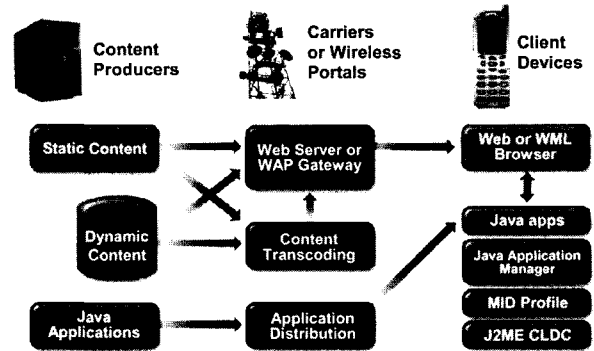 Content
Producers
Carriers
or Wireless
Portals
Client
Devices
Static Content
Web Server or
WAP Gateway
Web or WML
Browser
Dynamic
Content
Content
Transcoding
Java apps
Java Application
Manager
MID Profile
J2ME CLDC
Java
Applications
Application
Distribution